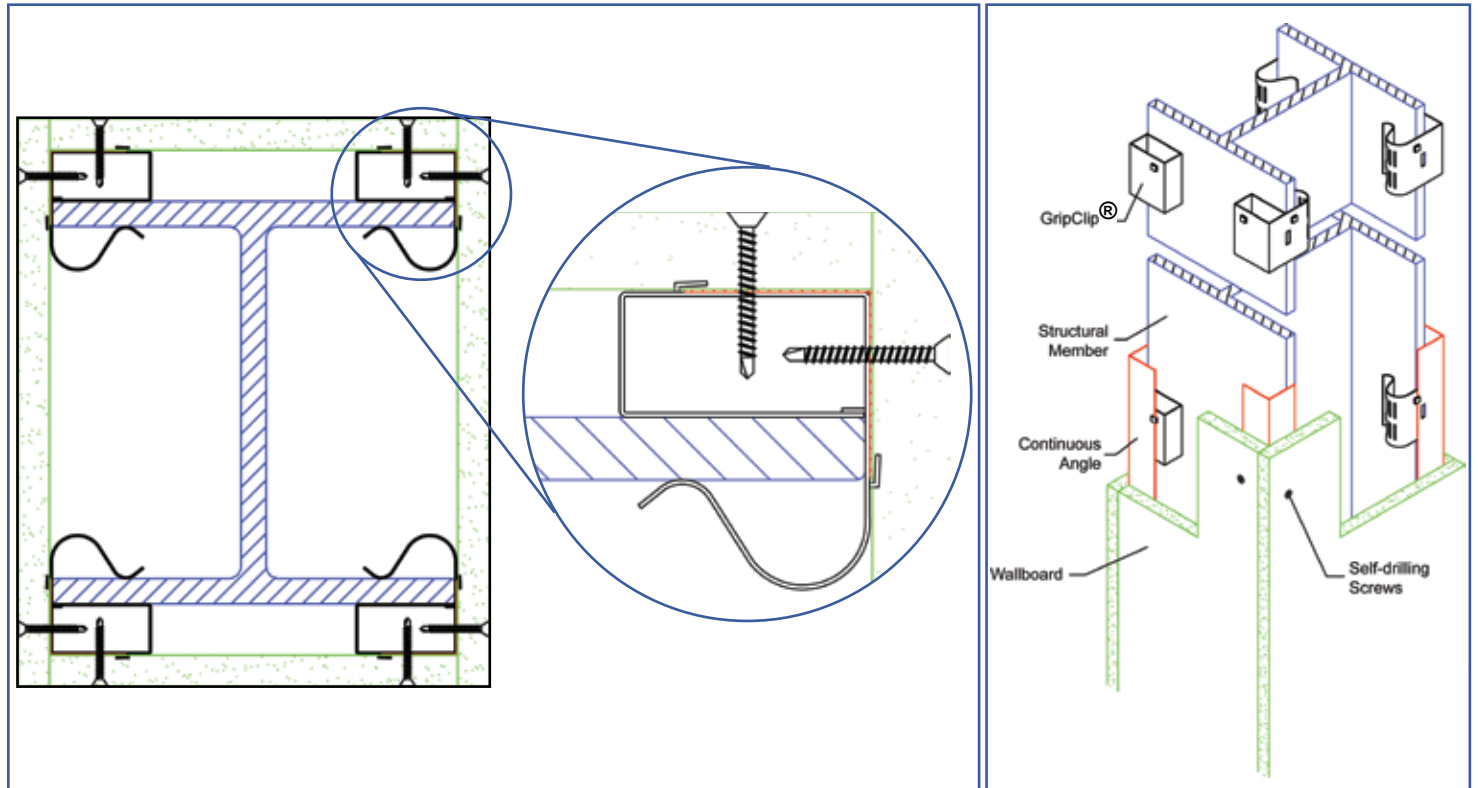 GripClip®
Structural
Member
Continuous
Angle
Wallboard
Self-drilling
Screws